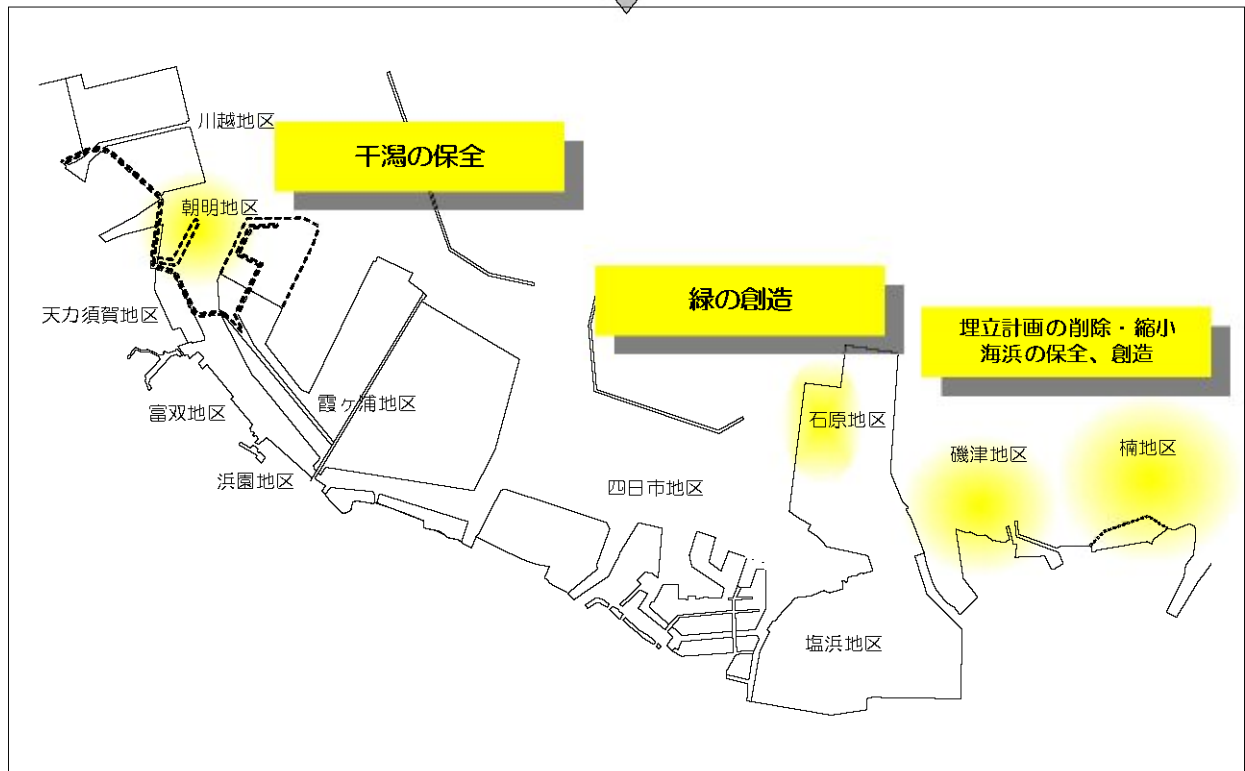 川越地区
干潟の保全
朝明地区
緑の創造
天力須賀地区
埋立計画の削除・縮小
海浜の保全、創造
霞ヶ浦地区
富双地区
石原地区
磯津地区
楠地区
浜園地区
四日市地区
塩浜地区